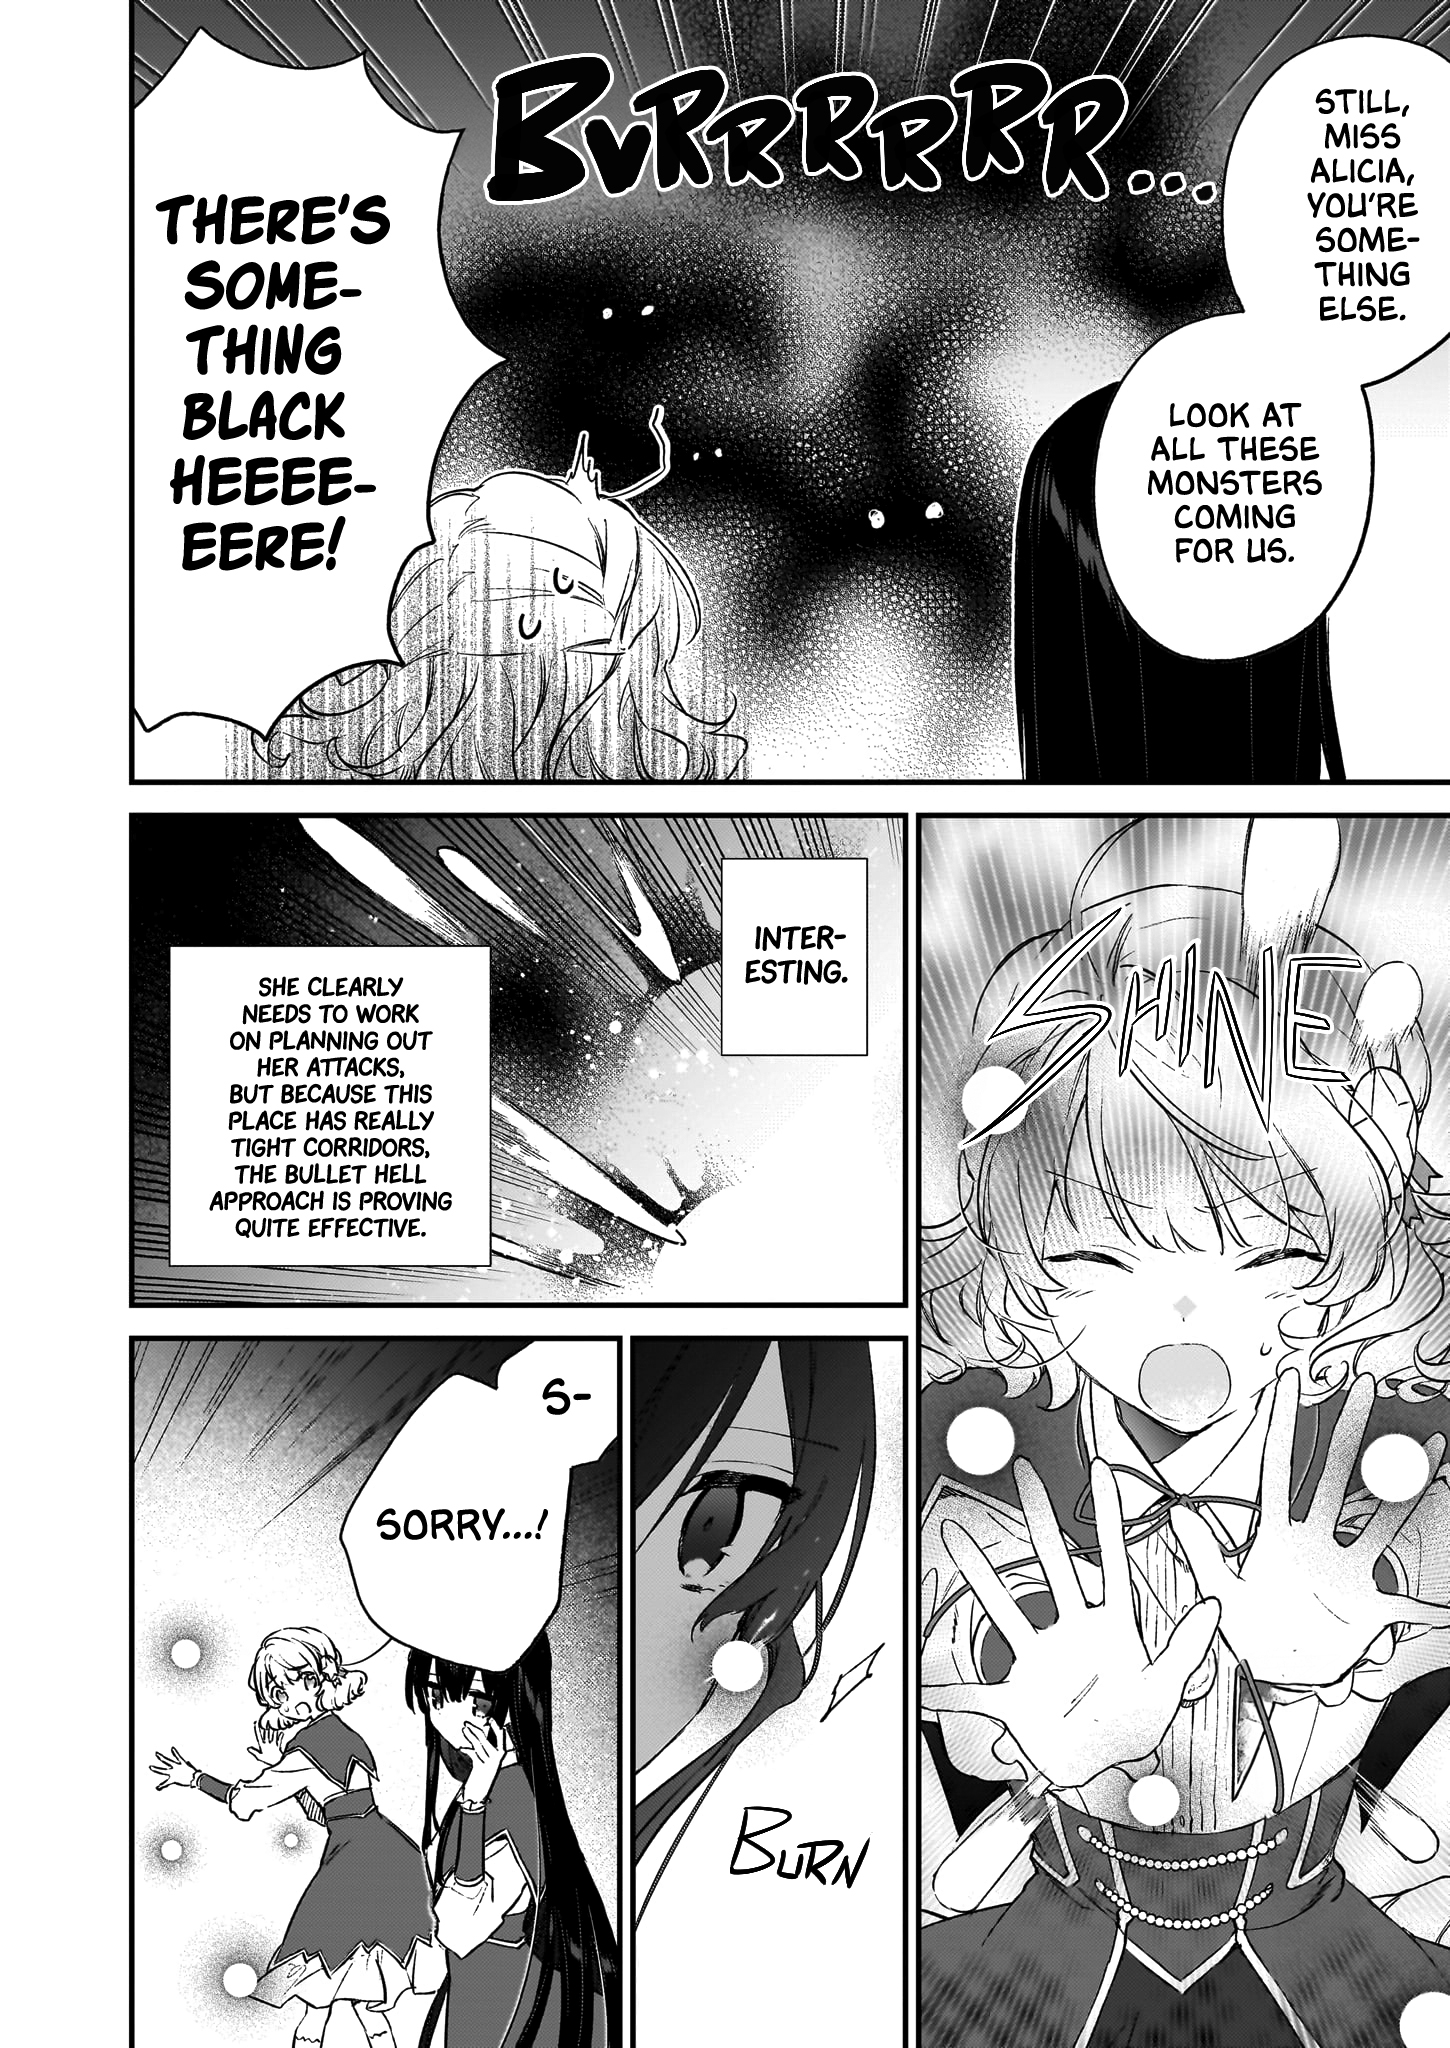 STILL,
MISS
ALICIA,
YOU'RE
SOME-
THING
ELSE.
LOOK AT
ALL THESE
MONSTERS
COMING
FOR US.
BVRRRRRR...
THERE'S
SOME-
THING
BLACK
HEEEE-
EERE!
SHINE
INTER-
ESTING.
SHE CLEARLY
NEEDS TO WORK
ON PLANNING OUT
HER ATTACKS,
BUT BECAUSE THIS
PLACE HAS REALLY
TIGHT CORRIDORS,
THE BULLET HELL
APPROACH IS PROVING
QUITE EFFECTIVE.
BURN
S-
SORRY...!